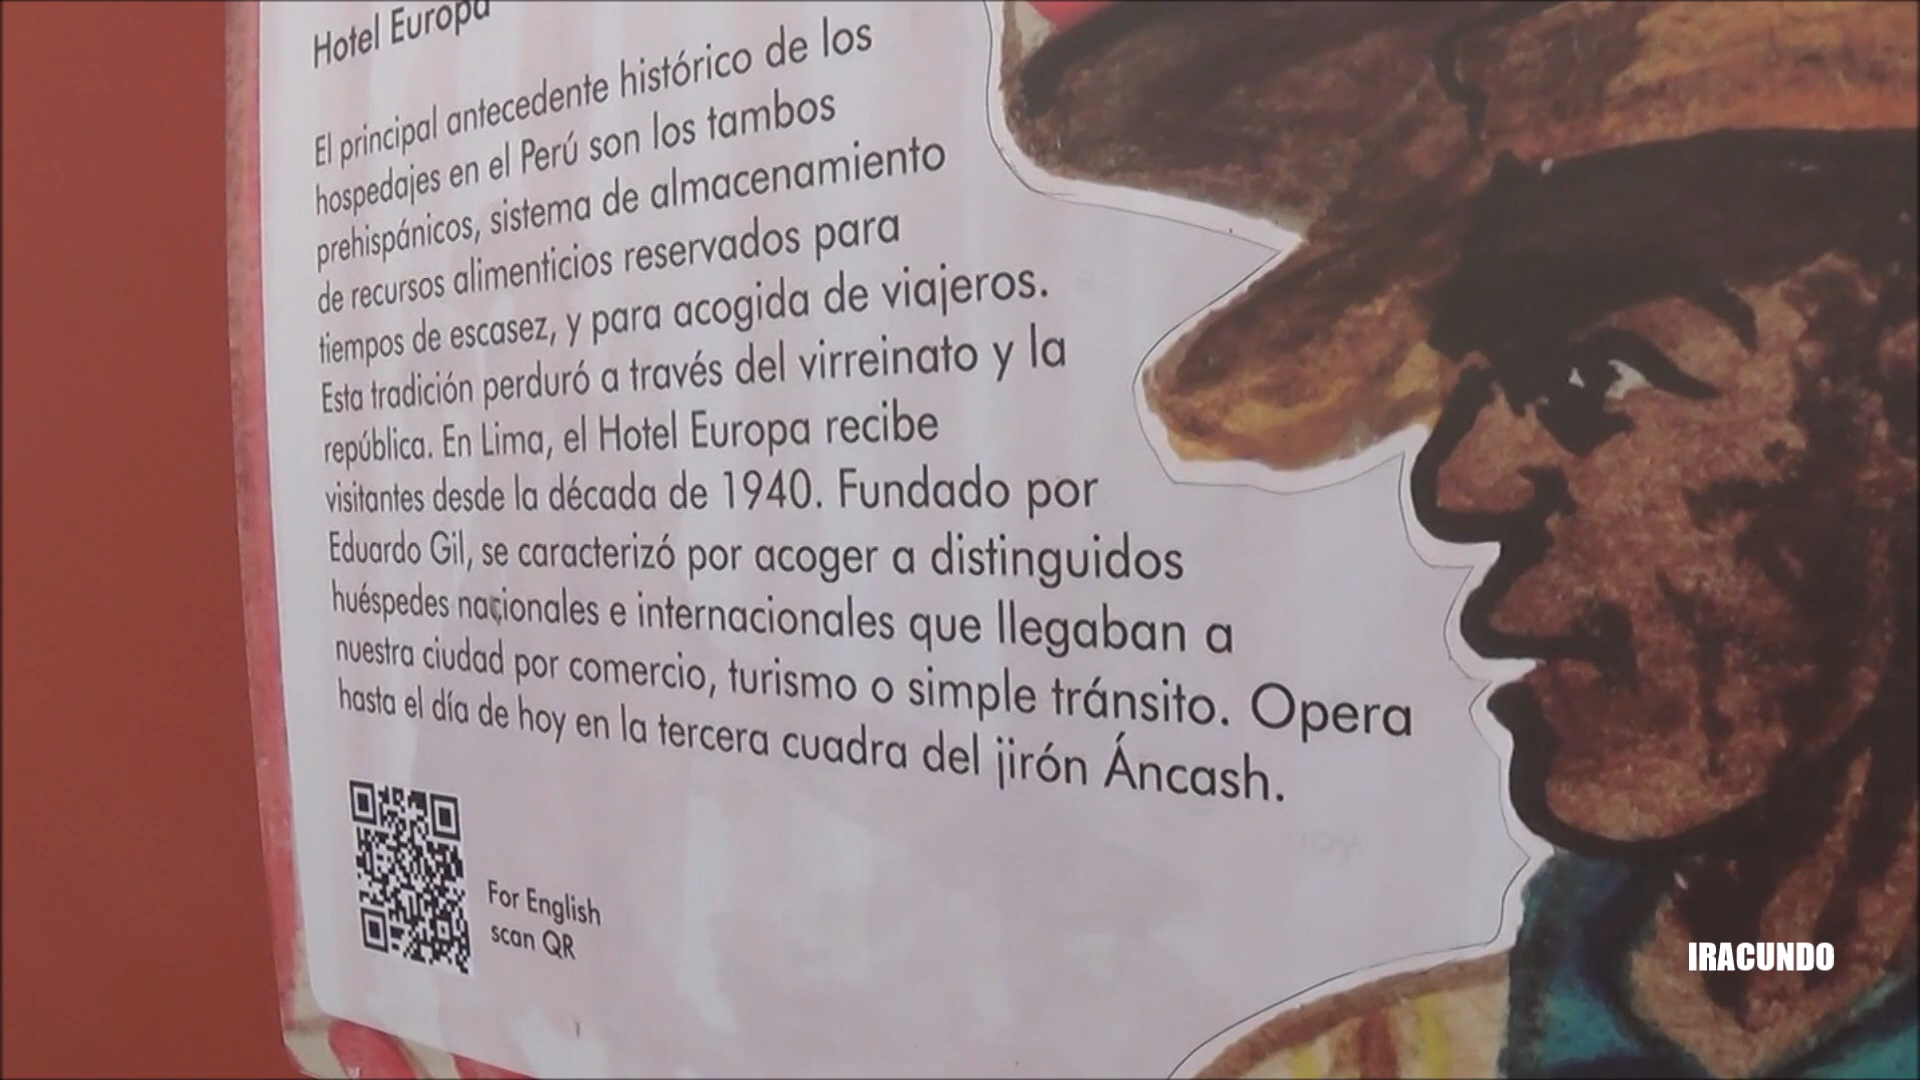 Hotel Europa
El principal antecedente histórico de los
hospedajes en el Perú son los tambos
prehispánicos, sistema de almacenamiento
de recursos alimenticios reservados para
tiempos de escasez, y para acogida de viajeros.
Esta tradición perduró a través del virreinato y la
república. En Lima, el Hotel Europa recibe
visitantes desde la década de 1940. Fundado por
Eduardo Gil, se caracterizó por acoger a distinguidos
huéspedes nacionales e internacionales que llegaban a
nuestra ciudad por comercio, turismo o simple tránsito. Opera
hasta el día de hoy en la tercera cuadra del jirón Áncash.
For English
scan QR
IRACUNDO